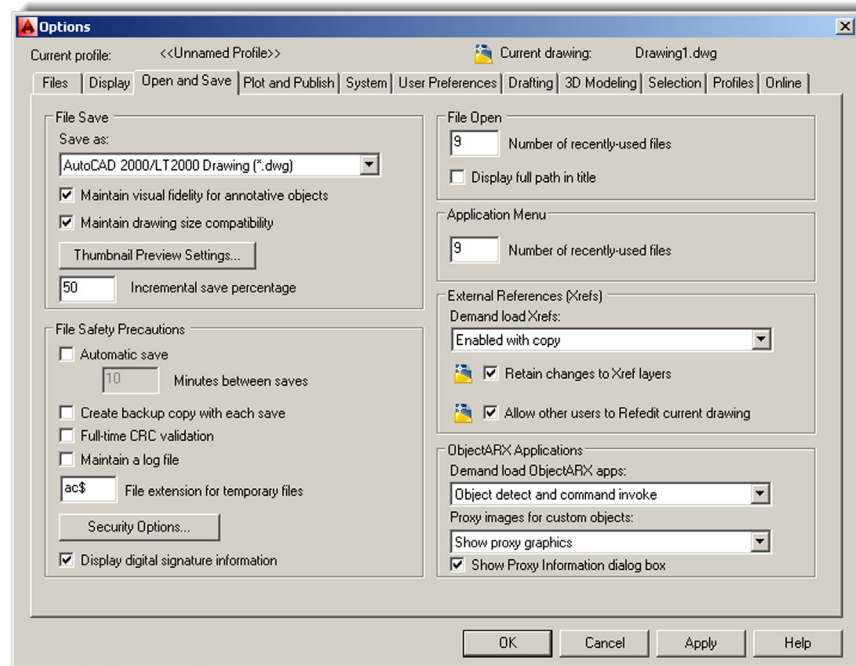 Options
Current profile: <<Unnamed Profile>> Current drawing: Drawing1.dwg
Files Display Open and Save Plot and Publish System User Preferences Drafting 3D Modeling Selection Profiles Online
File Save
Save as:
AutoCAD 2000/LT2000 Drawing (*.dwg)
Maintain visual fidelity for annotative objects
Maintain drawing size compatibility
Thumbnail Preview Settings...
50 Incremental save percentage
File Safety Precautions
Automatic save
10 Minutes between saves
Create backup copy with each save
Full-time CRC validation
Maintain a log file
ac$ File extension for temporary files
Security Options...
Display digital signature information
File Open
9 Number of recently-used files
Display full path in title
Application Menu
9 Number of recently-used files
External References (Xrefs)
Demand load Xrefs:
Enabled with copy
Retain changes to Xref layers
Allow other users to Refedit current drawing
ObjectARX Applications
Demand load ObjectARX apps:
Object detect and command invoke
Proxy images for custom objects:
Show proxy graphics
Show Proxy Information dialog box
OK Cancel Apply Help